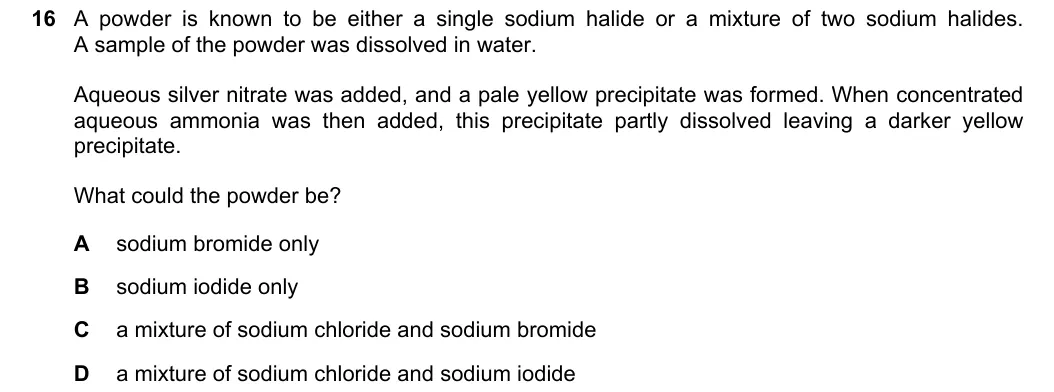 16 A powder is known to be either a single sodium halide or a mixture of two sodium halides.
A sample of the powder was dissolved in water.
Aqueous silver nitrate was added, and a pale yellow precipitate was formed. When concentrated
aqueous ammonia was then added, this precipitate partly dissolved leaving a darker yellow
precipitate.
What could the powder be?
A sodium bromide only
B sodium iodide only
C a mixture of sodium chloride and sodium bromide
D a mixture of sodium chloride and sodium iodide